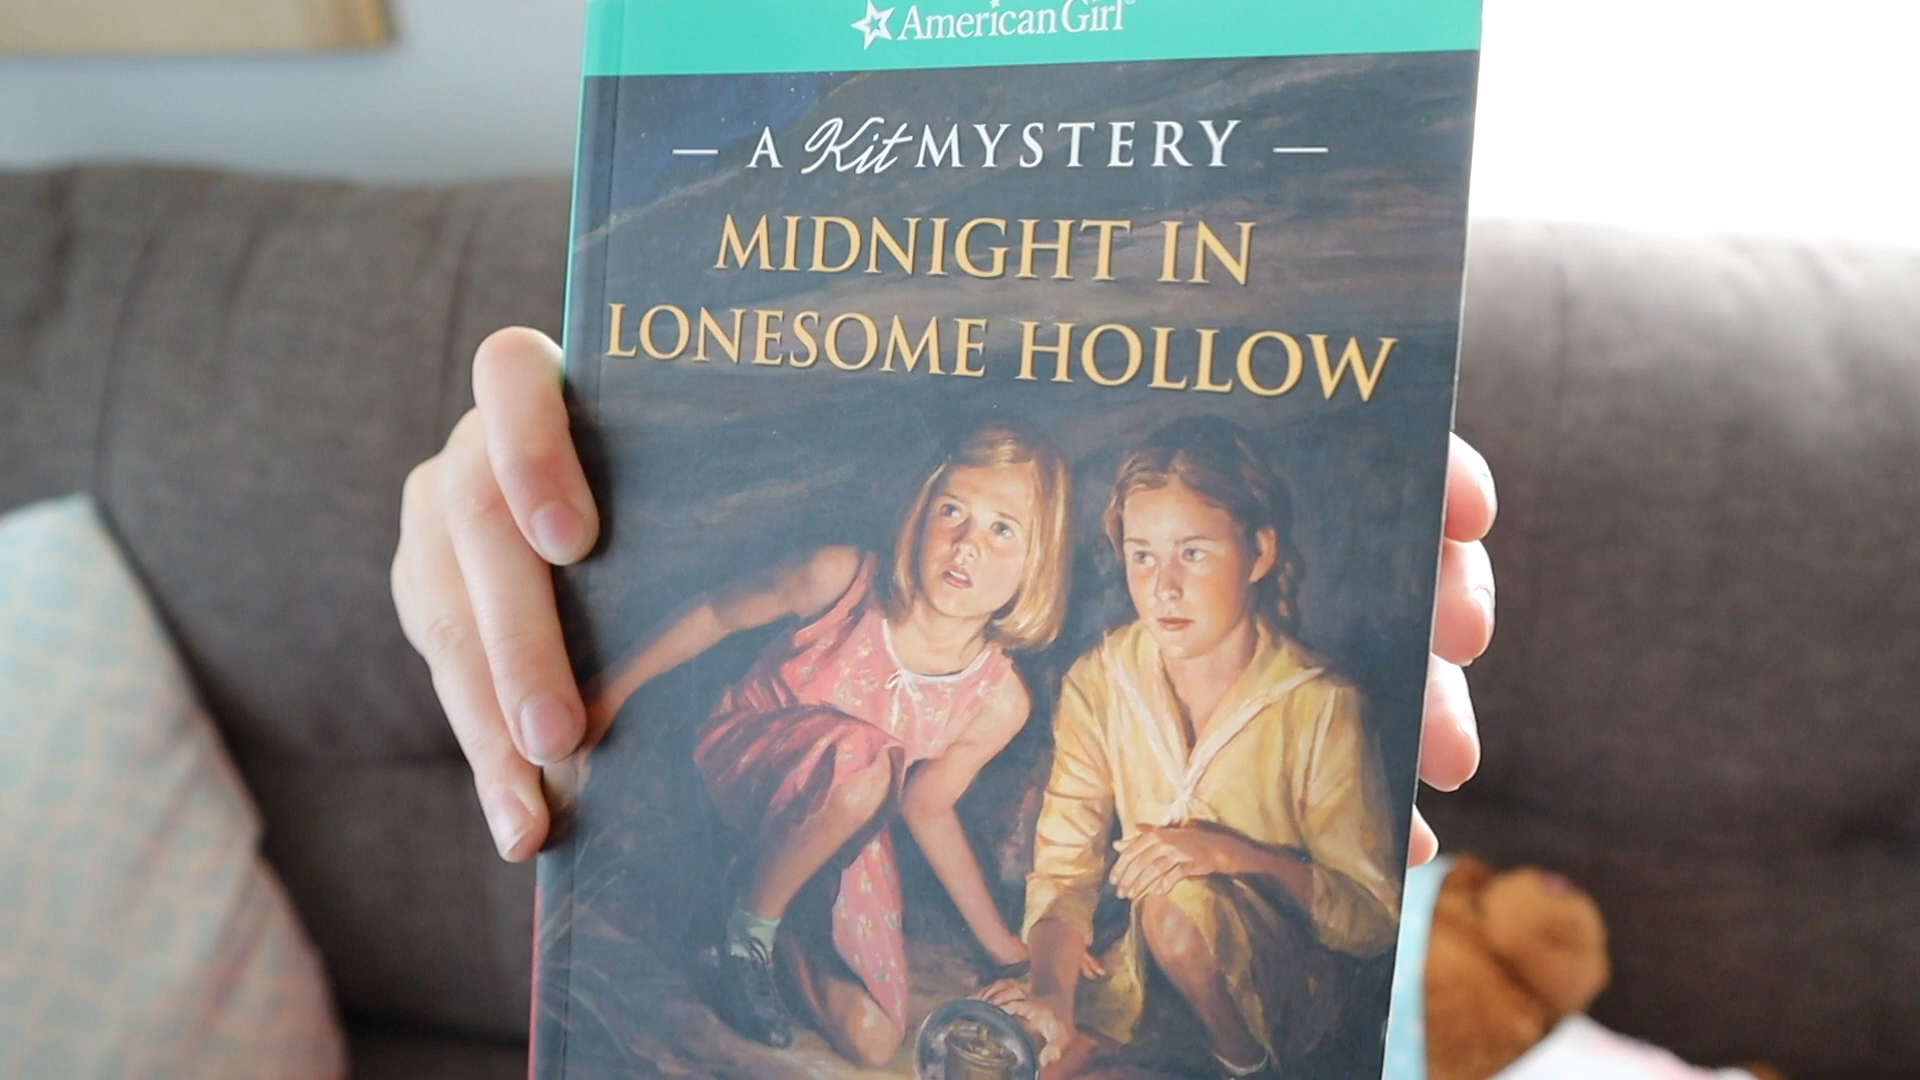 American Girl®
— A Kit MYSTERY —
MIDNIGHT IN
LONESOME HOLLOW